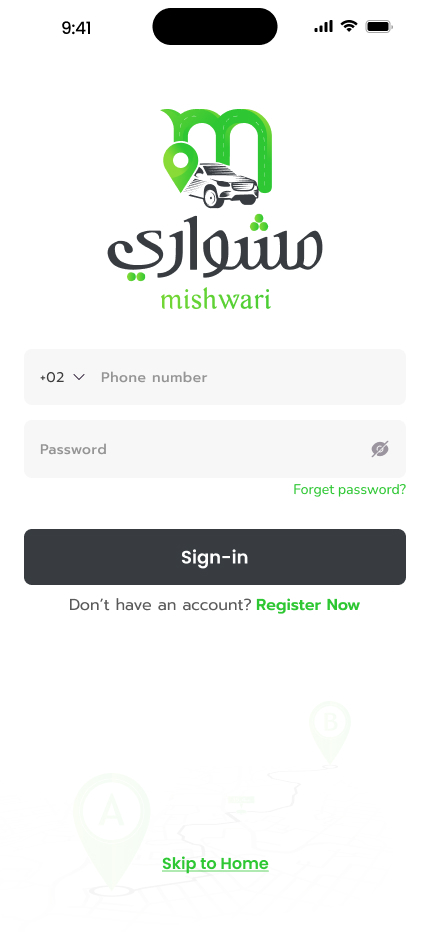 9:41
مشواري
mishwari
+02 Phone number
Password
Forget password?
Sign-in
Don't have an account? Register Now
B
A
Skip to Home